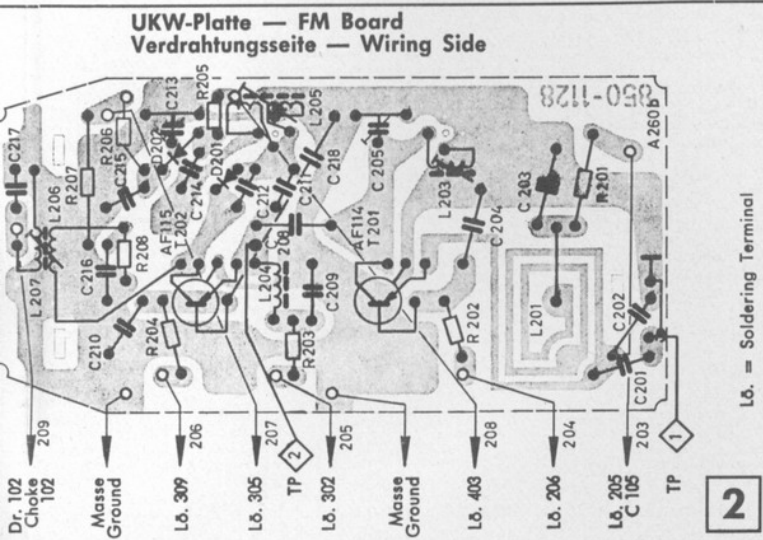 UKW-Platte — FM Board
Verdrahtungsseite — Wiring Side
C217
L206
L207
R207
R206
C213
C215
D202
R205
D201
C214
L205
C212
C211
C218
C205
850-1128
A260b
R208
C216
AF115
T202
C208
AF114
T201
L203
C204
C203
R201
C210
R204
L204
C209
R203
R202
L201
C202
C201
209
206
207
2
205
208
204
203
1
Dr. 102
Choke
102
Masse
Ground
Lö. 309
Lö. 305
TP
Lö. 302
Masse
Ground
Lö. 403
Lö. 206
Lö. 205
C 105
TP
Lö. = Soldering Terminal
2